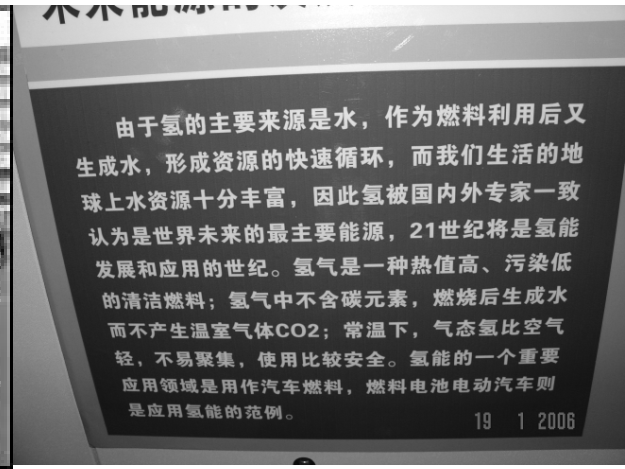 未来能源的
由于氢的主要来源是水，作为燃料利用后又
生成水，形成资源的快速循环，而我们生活的地
球上水资源十分丰富，因此氢被国内外专家一致
认为是世界未来的最主要能源，21世纪将是氢能
发展和应用的世纪。氢气是一种热值高、污染低
的清洁燃料；氢气中不含碳元素，燃烧后生成水
而不产生温室气体CO2；常温下，气态氢比空气
轻，不易聚集，使用比较安全。氢能的一个重要
应用领域是用作汽车燃料，燃料电池电动汽车则
是应用氢能的范例。
19 1 2006